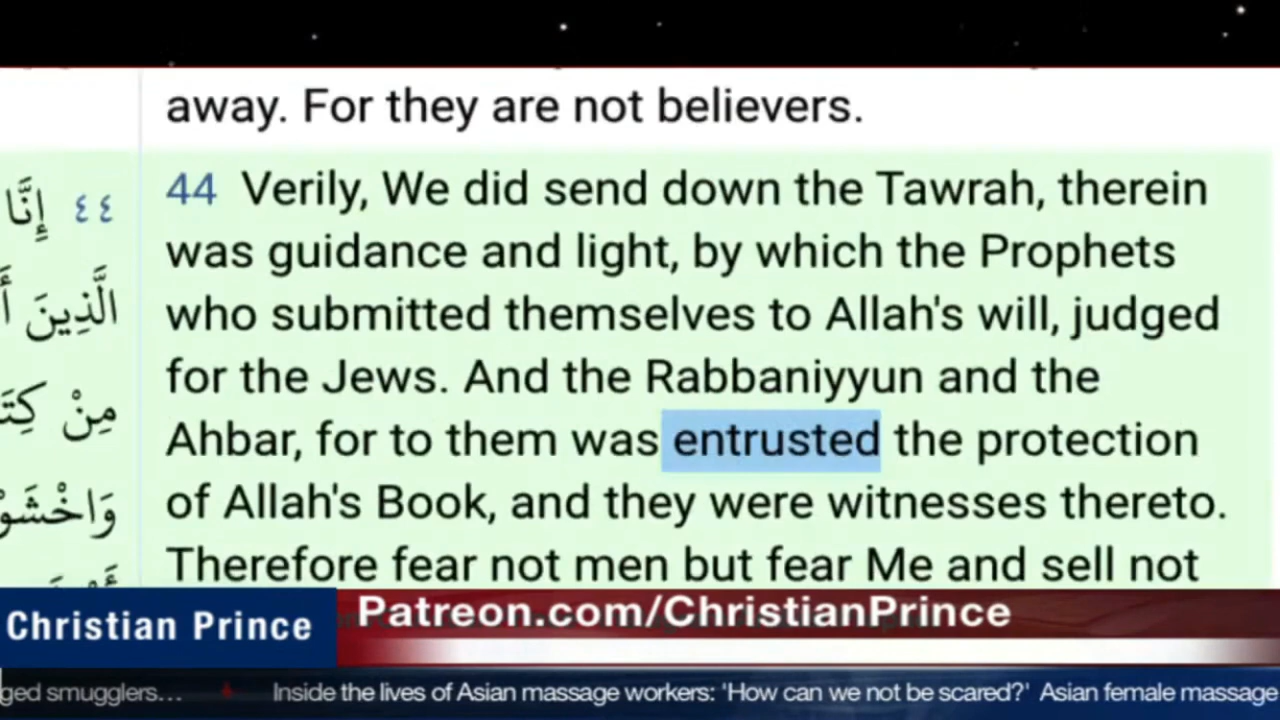 away. For they are not believers.
٤٤ إِنَّا
44 Verily, We did send down the Tawrah, therein
was guidance and light, by which the Prophets
الَّذِينَ
who submitted themselves to Allah's will, judged
for the Jews. And the Rabbaniyyun and the
مِنْ
Ahbar, for to them was entrusted the protection
of Allah's Book, and they were witnesses thereto.
Therefore fear not men but fear Me and sell not
Christian Prince
Patreon.com/ChristianPrince
ged smugglers... Inside the lives of Asian massage workers: 'How can we not be scared?' Asian female massage